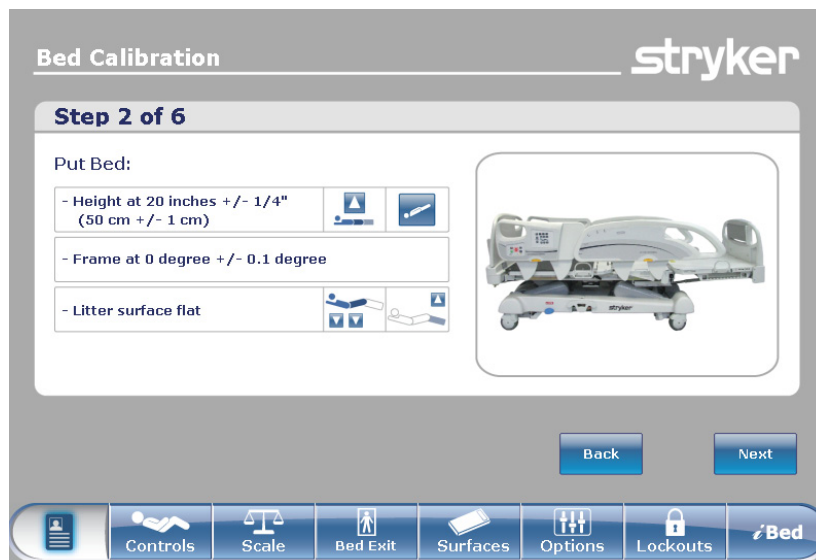 Bed Calibration
stryker
Step 2 of 6
Put Bed:
- Height at 20 inches +/- 1/4"
(50 cm +/- 1 cm)
- Frame at 0 degree +/- 0.1 degree
- Litter surface flat
stryker
Back
Next
Controls
Scale
Bed Exit
Surfaces
Options
Lockouts
iBed